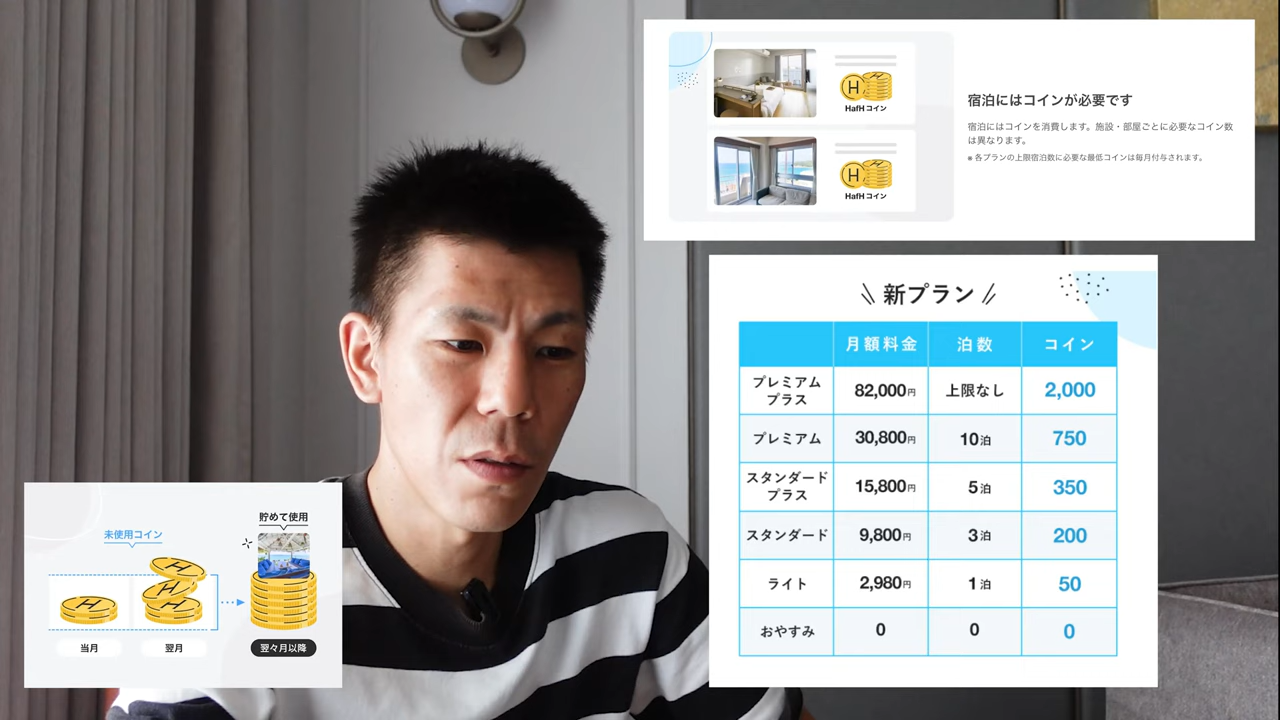 宿泊にはコインが必要です
宿泊にはコインを消費します。施設・部屋ごとに必要なコイン数
は異なります。
※各プランの上限宿泊数に必要な最低コインは毎月付与されます。
H
H
HafH コイン
H
H
HafH コイン
\\ 新プラン //
月額料金 泊数 コイン
プレミアム
プラス 82,000円 上限なし 2,000
プレミアム 30,800円 10泊 750
スタンダード
プラス 15,800円 5泊 350
スタンダード 9,800円 3泊 200
ライト 2,980円 1泊 50
おやすみ 0 0 0
貯めて使用
未使用コイン
H
H
H
H
当月 翌月 翌々月以降